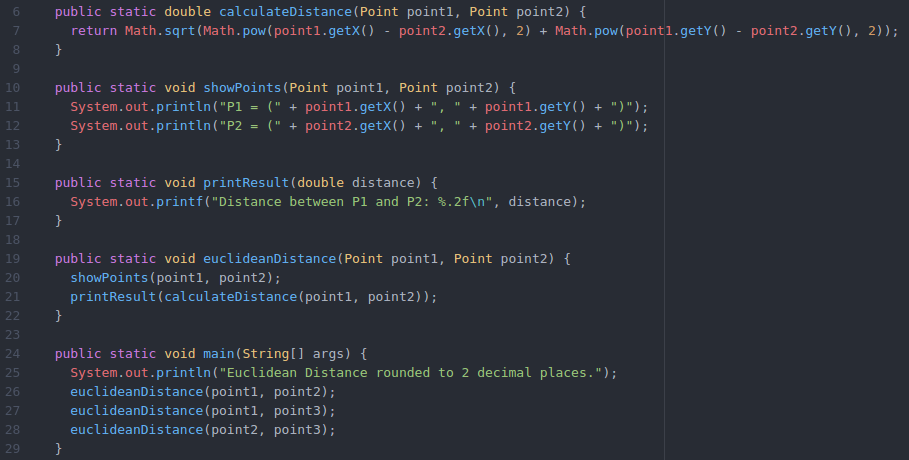 6 public static double calculateDistance(Point point1, Point point2) {
7 return Math.sqrt(Math.pow(point1.getX() - point2.getX(), 2) + Math.pow(point1.getY() - point2.getY(), 2));
8 }
9
10 public static void showPoints(Point point1, Point point2) {
11 System.out.println("P1 = (" + point1.getX() + ", " + point1.getY() + ")");
12 System.out.println("P2 = (" + point2.getX() + ", " + point2.getY() + ")");
13 }
14
15 public static void printResult(double distance) {
16 System.out.printf("Distance between P1 and P2: %.2f\n", distance);
17 }
18
19 public static void euclideanDistance(Point point1, Point point2) {
20 showPoints(point1, point2);
21 printResult(calculateDistance(point1, point2));
22 }
23
24 public static void main(String[] args) {
25 System.out.println("Euclidean Distance rounded to 2 decimal places.");
26 euclideanDistance(point1, point2);
27 euclideanDistance(point1, point3);
28 euclideanDistance(point2, point3);
29 }